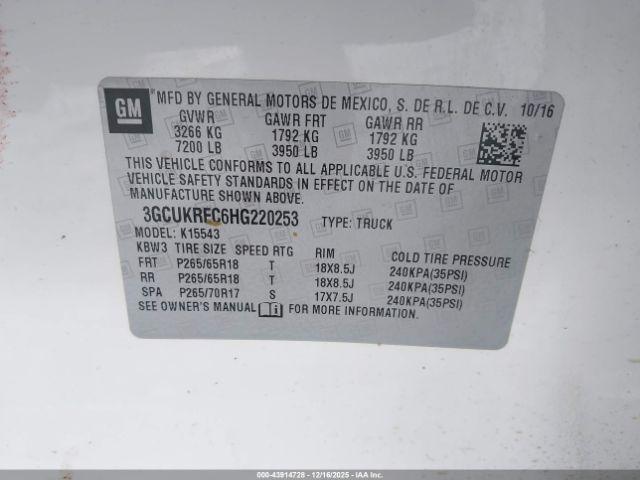 GM
MFD BY GENERAL MOTORS DE MEXICO, S. DE R.L. DE C.V. 10/16
GVWR GAWR FRT GAWR RR
3266 KG 1792 KG 1792 KG
7200 LB 3950 LB 3950 LB
THIS VEHICLE CONFORMS TO ALL APPLICABLE U.S. FEDERAL MOTOR
VEHICLE SAFETY STANDARDS IN EFFECT ON THE DATE OF
MANUFACTURE SHOWN ABOVE.
3GCUKREC6HG220253 TYPE: TRUCK
MODEL: K15543
KBW3 TIRE SIZE SPEED RTG RIM COLD TIRE PRESSURE
FRT P265/65R18 T 18X8.5J 240KPA(35PSI)
RR P265/65R18 T 18X8.5J 240KPA(35PSI)
SPA P265/70R17 S 17X7.5J 240KPA(35PSI)
SEE OWNER'S MANUAL FOR MORE INFORMATION.
000-43914728 - 12/16/2025 - Copart Inc.